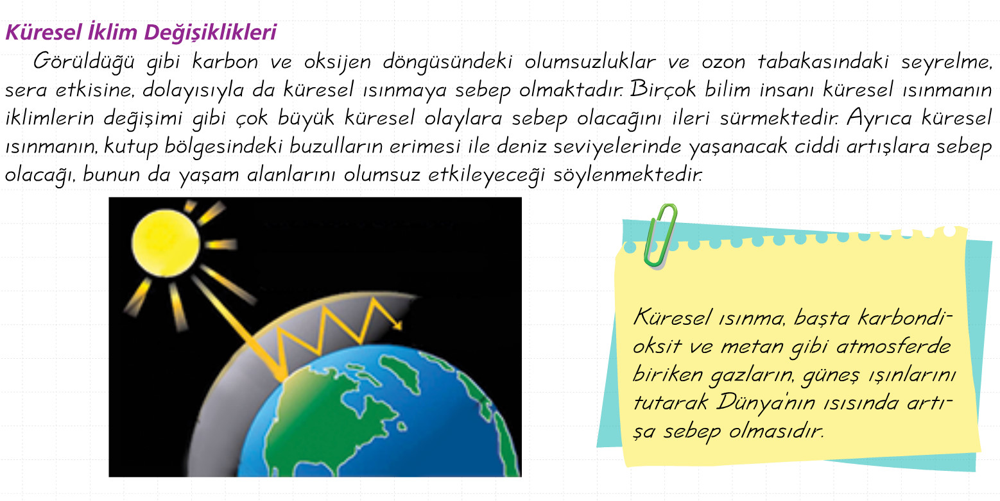 Küresel İklim Değişiklikleri
Görüldüğü gibi karbon ve oksijen döngüsündeki olumsuzluklar ve ozon tabakasındaki seyrelme,
sera etkisine, dolayısıyla da küresel ısınmaya sebep olmaktadır. Birçok bilim insanı küresel ısınmanın
iklimlerin değişimi gibi çok büyük küresel olaylara sebep olacağını ileri sürmektedir. Ayrıca küresel
ısınmanın, kutup bölgesindeki buzulların erimesi ile deniz seviyelerinde yaşanacak ciddi artışlara sebep
olacağı, bunun da yaşam alanlarını olumsuz etkileyeceği söylenmektedir.
Küresel ısınma, başta karbondi-
oksit ve metan gibi atmosferde
biriken gazların, güneş ışınlarını
tutarak Dünya'nın ısısında artı-
şa sebep olmasıdır.